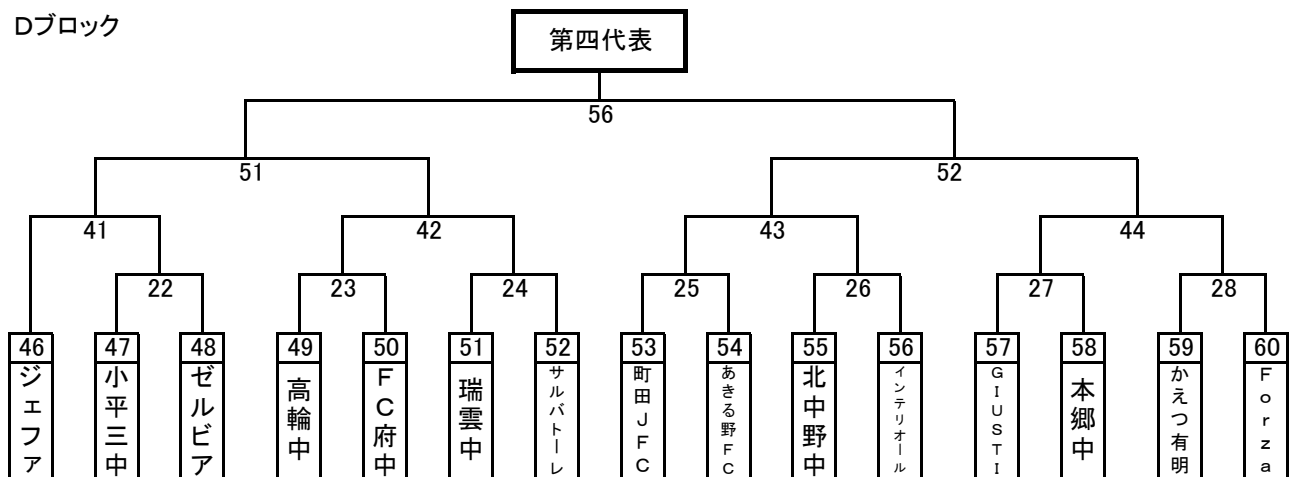 Dブロック
第四代表
56
51
52
41
42
43
44
22
23
24
25
26
27
28
46
47
48
49
50
51
52
53
54
55
56
57
58
59
60
ジェファ
小平三中
ゼルビア
高輪中
FC府中
瑞雲中
サルバトーレ
町田JFC
あきる野FC
北中野中
インテリオール
GIUSTI
本郷中
かえつ有明
Forza